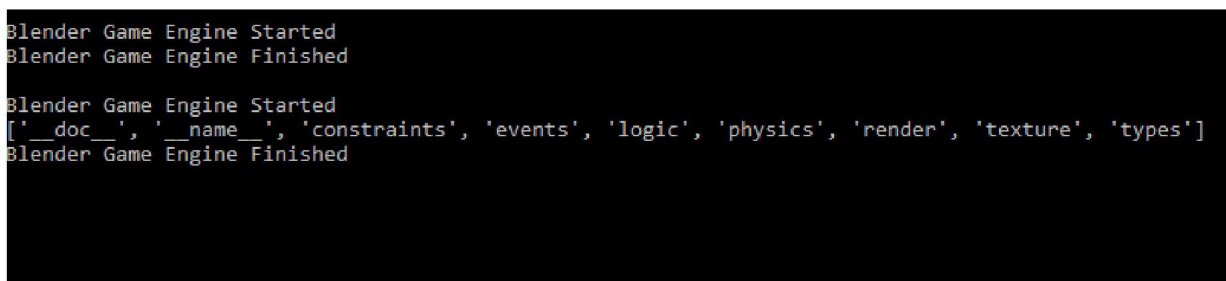 Blender Game Engine Started
Blender Game Engine Finished
Blender Game Engine Started
['__doc__', '__name__', 'constraints', 'events', 'logic', 'physics', 'render', 'texture', 'types']
Blender Game Engine Finished